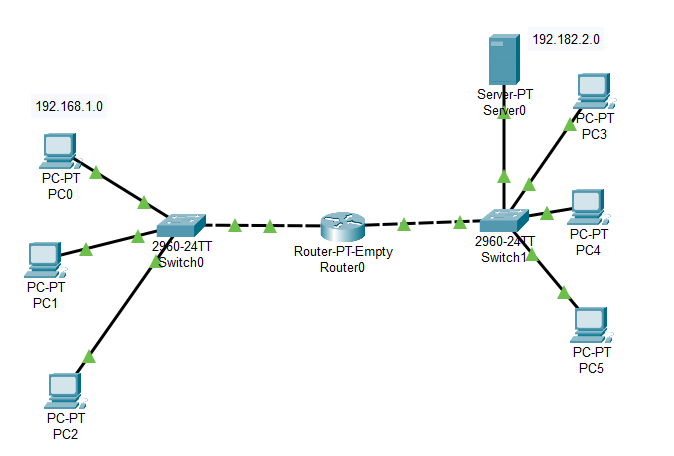 192.182.2.0
Server-PT
Server0
PC-PT
PC3
192.168.1.0
PC-PT
PC0
2960-24TT
Switch0
Router-PT-Empty
Router0
2960-24TT
Switch1
PC-PT
PC4
PC-PT
PC1
PC-PT
PC5
PC-PT
PC2